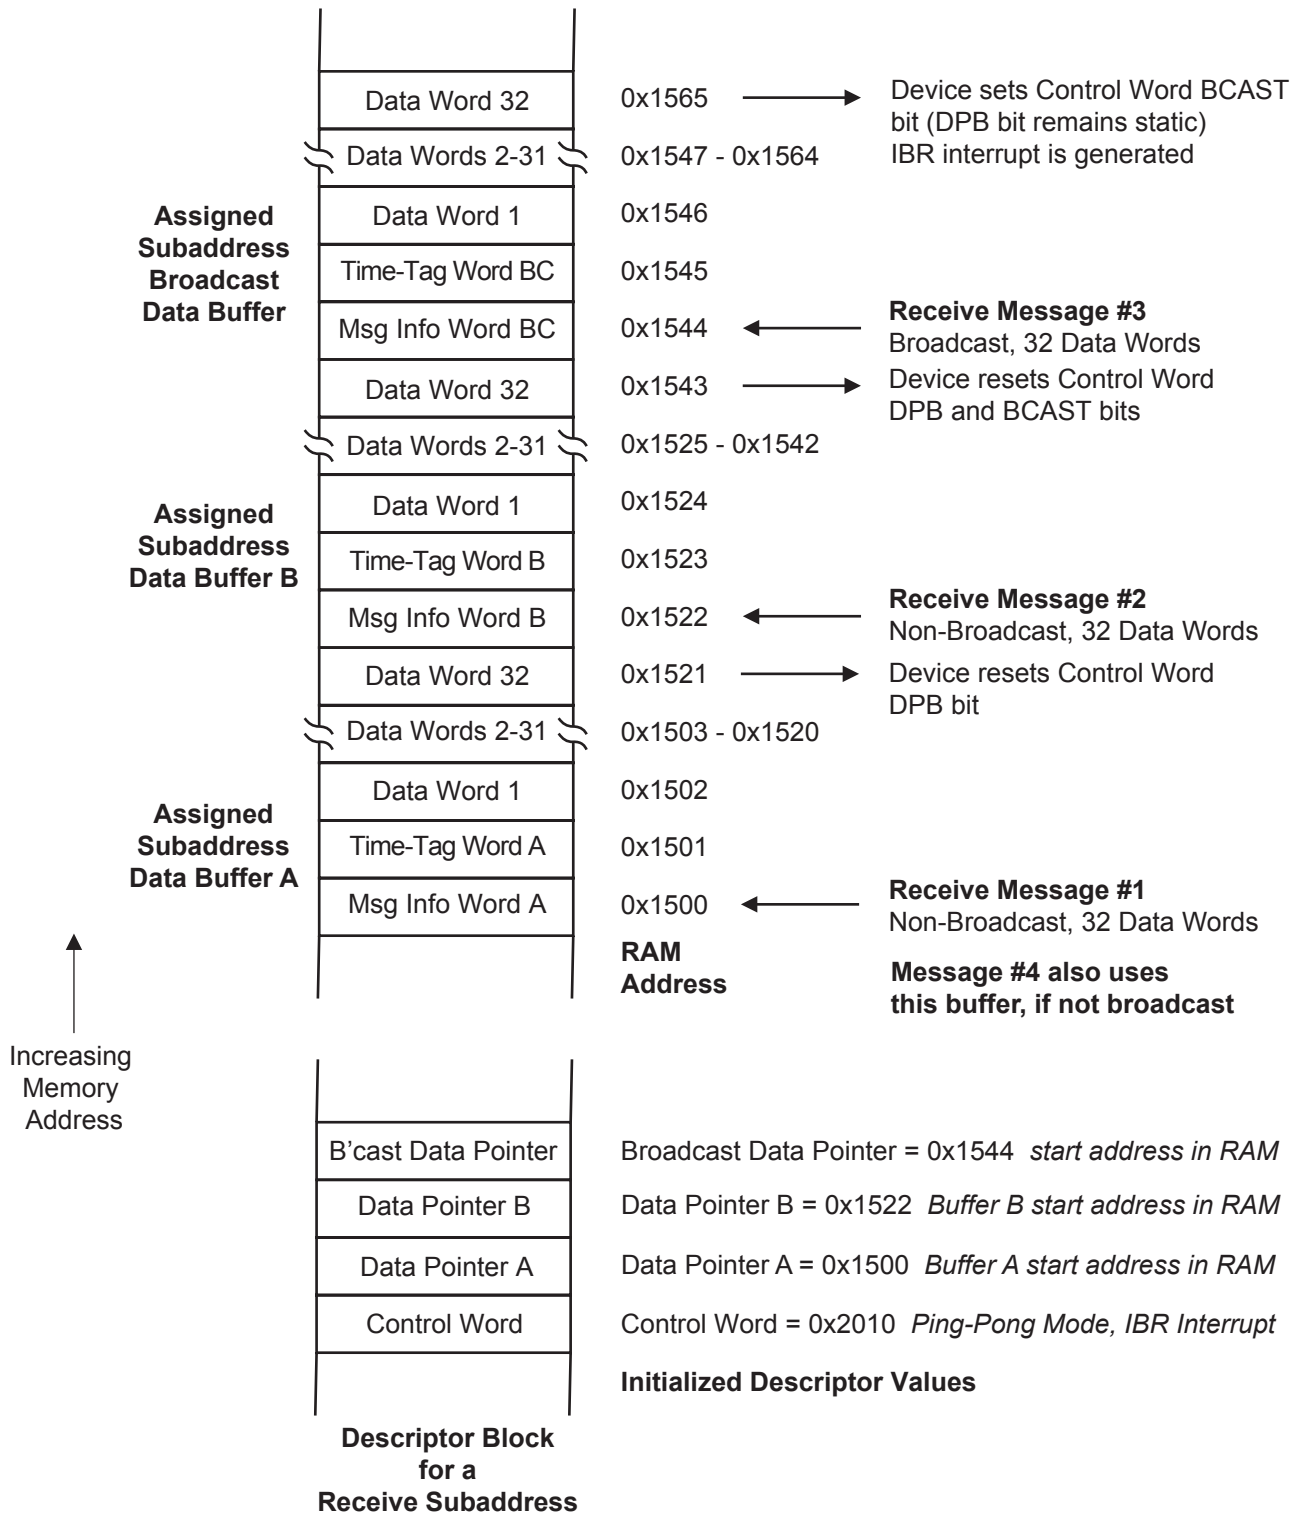 Data Word 32 0x1565 Device sets Control Word BCAST
bit (DPB bit remains static)
Data Words 2-31 0x1547 - 0x1564 IBR interrupt is generated
Assigned
Subaddress
Broadcast
Data Buffer
Data Word 1 0x1546
Time-Tag Word BC 0x1545
Msg Info Word BC 0x1544 Receive Message #3
Broadcast, 32 Data Words
Data Word 32 0x1543 Device resets Control Word
DPB and BCAST bits
Data Words 2-31 0x1525 - 0x1542
Assigned
Subaddress
Data Buffer B
Data Word 1 0x1524
Time-Tag Word B 0x1523
Msg Info Word B 0x1522 Receive Message #2
Non-Broadcast, 32 Data Words
Data Word 32 0x1521 Device resets Control Word
DPB bit
Data Words 2-31 0x1503 - 0x1520
Assigned
Subaddress
Data Buffer A
Data Word 1 0x1502
Time-Tag Word A 0x1501
Msg Info Word A 0x1500 Receive Message #1
Non-Broadcast, 32 Data Words
RAM
Address
Message #4 also uses
this buffer, if not broadcast
Increasing
Memory
Address
B'cast Data Pointer Broadcast Data Pointer = 0x1544 start address in RAM
Data Pointer B Data Pointer B = 0x1522 Buffer B start address in RAM
Data Pointer A Data Pointer A = 0x1500 Buffer A start address in RAM
Control Word Control Word = 0x2010 Ping-Pong Mode, IBR Interrupt
Initialized Descriptor Values
Descriptor Block
for a
Receive Subaddress